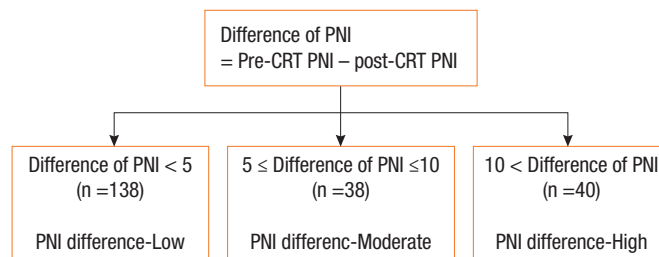 Difference of PNI
= Pre-CRT PNI – post-CRT PNI
Difference of PNI < 5
(n =138)
PNI difference-Low
5 ≤ Difference of PNI ≤10
(n =38)
PNI differenc-Moderate
10 < Difference of PNI
(n =40)
PNI difference-High